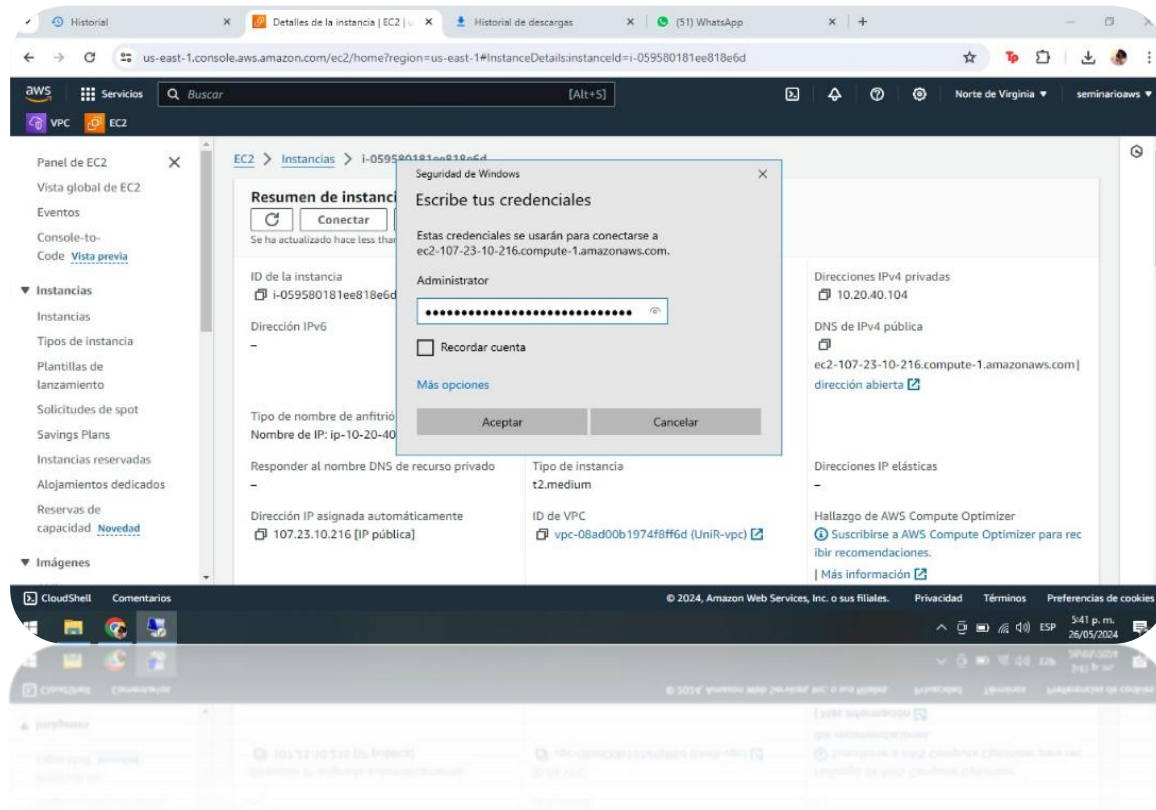 Historial
Detalles de la instancia | EC2 | u
Historial de descargas
(51) WhatsApp
us-east-1.console.aws.amazon.com/ec2/home?region=us-east-1#InstanceDetails:instanceId=i-059580181ee818e6d
aws
Servicios
Buscar
[Alt+S]
Norte de Virginia
seminarioaws
VPC
EC2
Panel de EC2
Vista global de EC2
Eventos
Console-to-
Code Vista previa
Instancias
Instancias
Tipos de instancia
Plantillas de
lanzamiento
Solicitudes de spot
Savings Plans
Instancias reservadas
Alojamientos dedicados
Reservas de
capacidad Novedad
Imágenes
EC2 > Instancias > i-059580181ee818e6d
Resumen de instanci
Conectar
Se ha actualizado hace less than
ID de la instancia
i-059580181ee818e6d
Dirección IPv6
–
Tipo de nombre de anfitrió
Nombre de IP: ip-10-20-40
Responder al nombre DNS de recurso privado
–
Dirección IP asignada automáticamente
107.23.10.216 [IP pública]
Seguridad de Windows
Escribe tus credenciales
Estas credenciales se usarán para conectarse a
ec2-107-23-10-216.compute-1.amazonaws.com.
Administrator
Recordar cuenta
Más opciones
Aceptar
Cancelar
Tipo de instancia
t2.medium
ID de VPC
vpc-08ad00b1974f8ff6d (UniR-vpc)
Direcciones IPv4 privadas
10.20.40.104
DNS de IPv4 pública
ec2-107-23-10-216.compute-1.amazonaws.com |
dirección abierta
Direcciones IP elásticas
–
Hallazgo de AWS Compute Optimizer
Suscribirse a AWS Compute Optimizer para rec
ibir recomendaciones.
| Más información
CloudShell
Comentarios
© 2024, Amazon Web Services, Inc. o sus filiales.
Privacidad
Términos
Preferencias de cookies
ESP
5:41 p. m.
26/05/2024